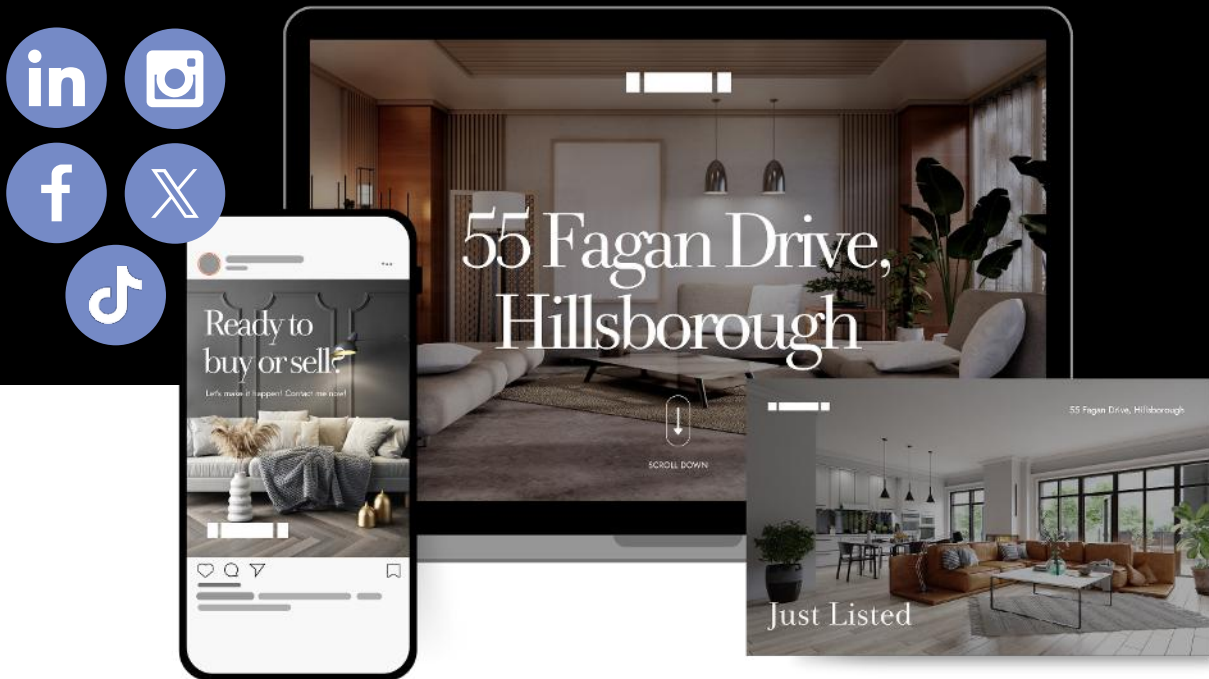 in
f
X
55 Fagan Drive,
Hillsborough
SCROLL DOWN
Ready to
buy or sell?
Let's make it happen! Contact me now!
55 Fagan Drive, Hillsborough
Just Listed